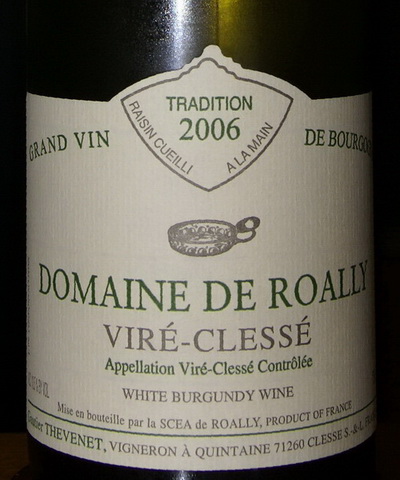 TRADITION
2006
RAISIN CUEILLI A LA MAIN
GRAND VIN DE
DOMAINE DE ROALLY
VIRÉ-CLESSÉ
Appellation Viré-Clessé Contrôlée
WHITE BURGUNDY WINE
Mise en bouteille par la SCEA de ROALLY, PRODUCT OF FRANCE
THEVENET, VIGNERON À QUINTAINE 71260 CLESSE S.-& L.